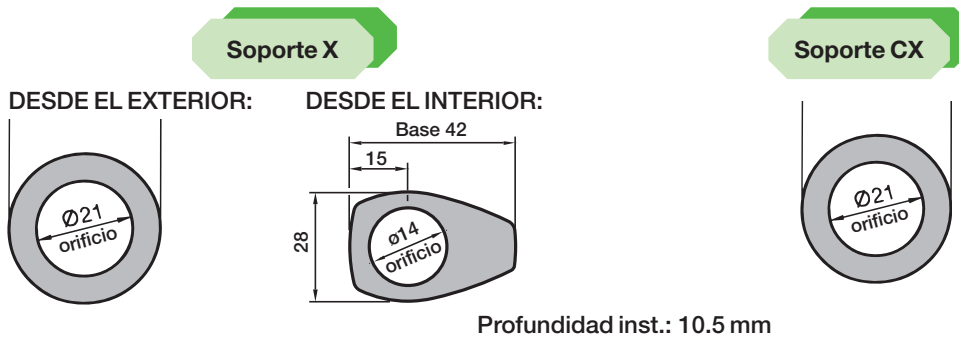 Soporte X
Soporte CX
DESDE EL EXTERIOR:
DESDE EL INTERIOR:
Base 42
15
28
Ø21
orificio
ø14
orificio
Ø21
orificio
Profundidad inst.: 10.5 mm